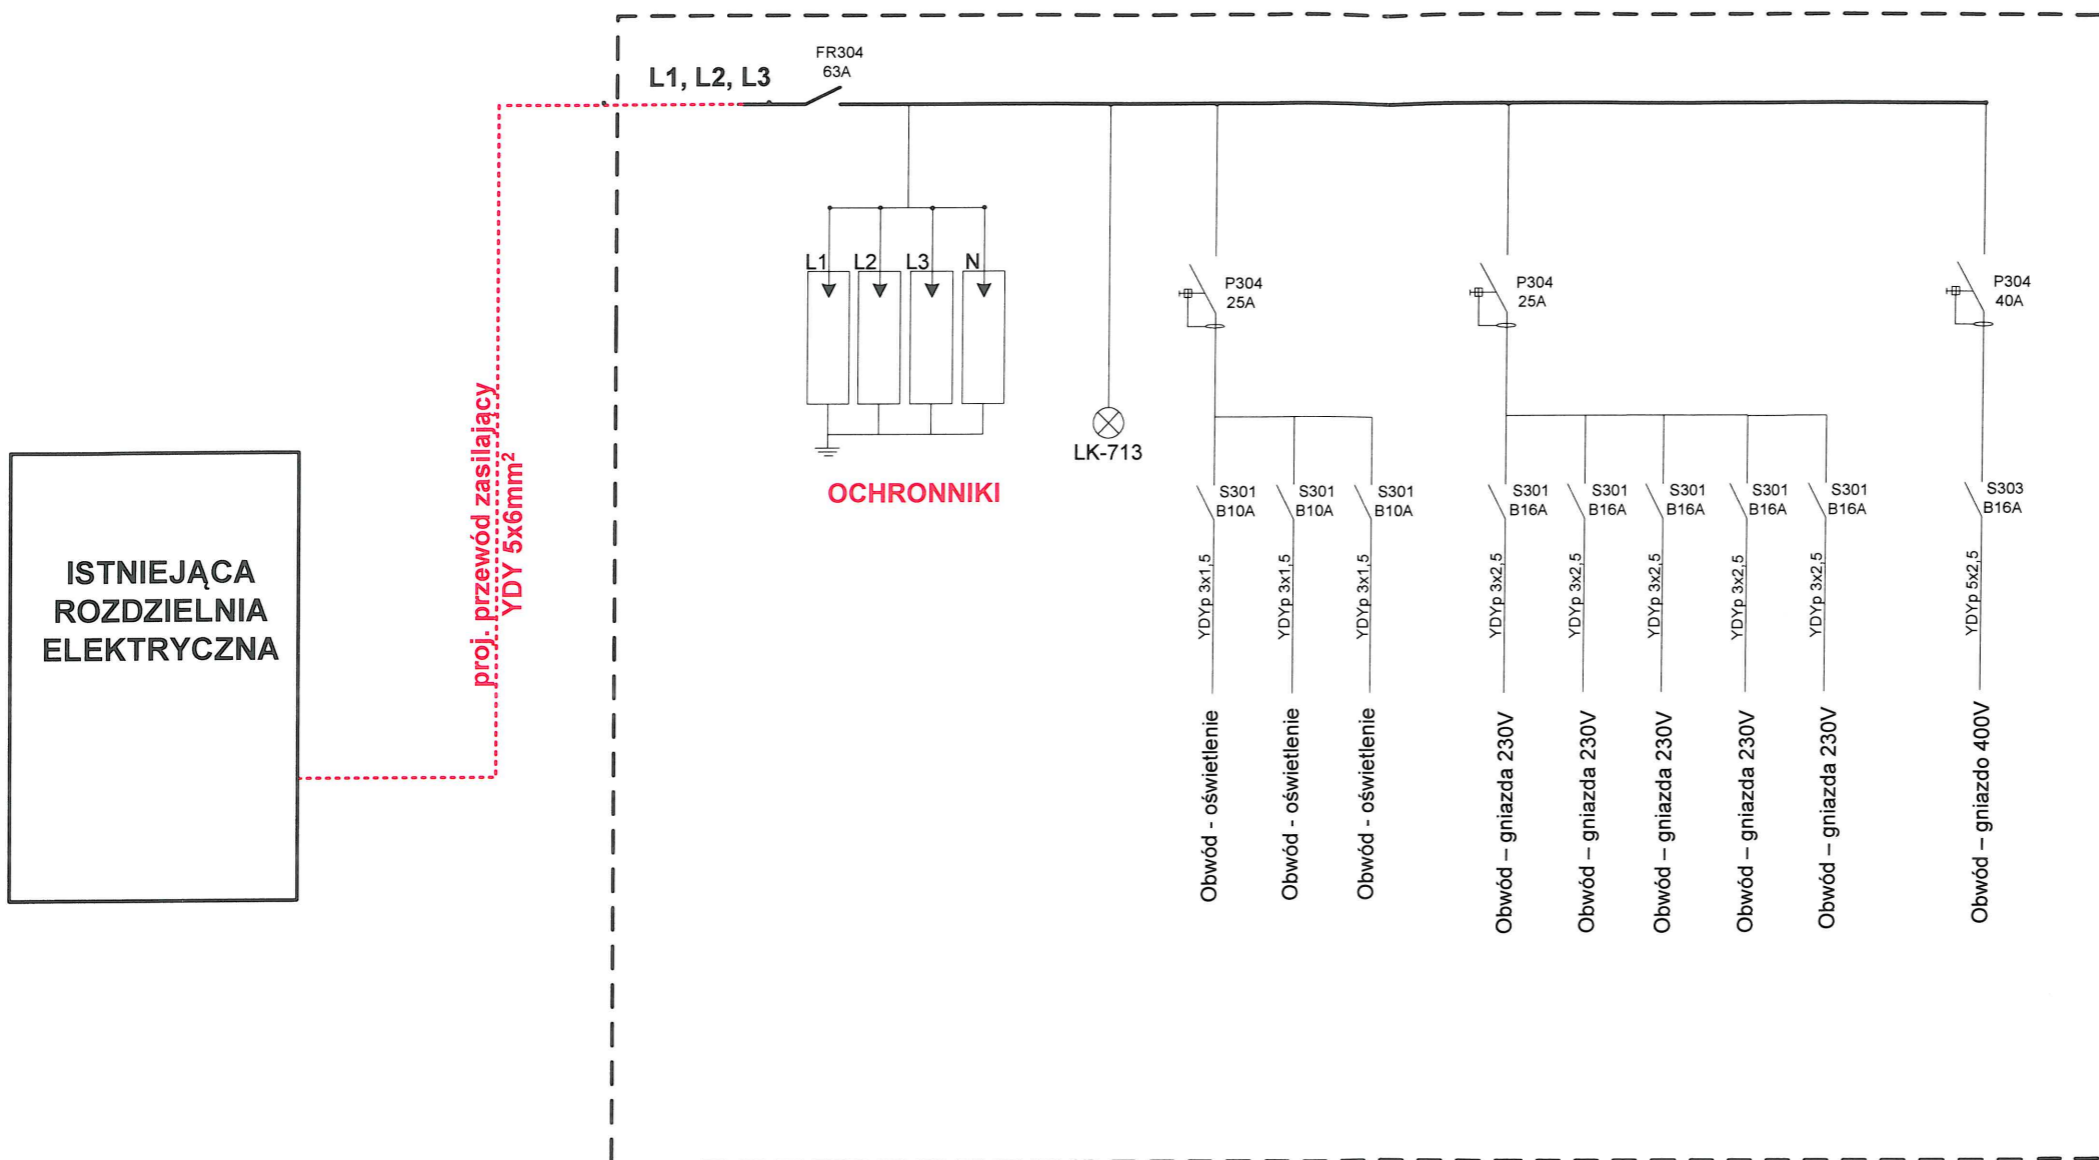 FR304
63A
L1, L2, L3
L1
L2
L3
N
P304
25A
P304
25A
P304
40A
LK-713
OCHRONNIKI
proj. przewód zasilający
YDY 5x6mm²
ISTNIEJĄCA
ROZDZIELNIA
ELEKTRYCZNA
S301
B10A
S301
B10A
S301
B10A
S301
B16A
S301
B16A
S301
B16A
S301
B16A
S301
B16A
S303
B16A
YDYp 3x1,5
YDYp 3x1,5
YDYp 3x1,5
YDYp 3x2,5
YDYp 3x2,5
YDYp 3x2,5
YDYp 3x2,5
YDYp 3x2,5
YDYp 5x2,5
Obwód - oświetlenie
Obwód - oświetlenie
Obwód - oświetlenie
Obwód – gniazda 230V
Obwód – gniazda 230V
Obwód – gniazda 230V
Obwód – gniazda 230V
Obwód – gniazda 230V
Obwód – gniazdo 400V